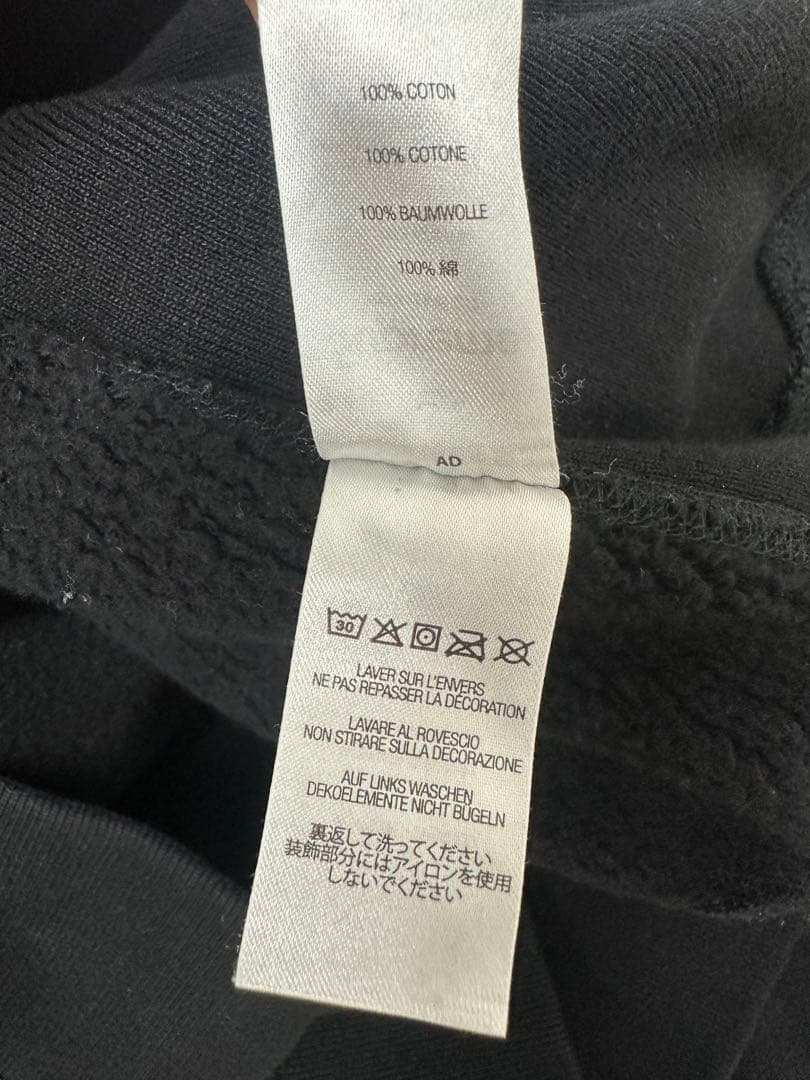 100% COTON
100% COTONE
100% BAUMWOLLE
100% 綿
AD
30
LAVER SUR L'ENVERS
NE PAS REPASSER LA DÉCORATION
LAVARE AL ROVESCIO
NON STIRARE SULLA DECORAZIONE
AUF LINKS WASCHEN
DEKOELEMENTE NICHT BÜGELN
裏返して洗ってください
装飾部分にはアイロンを使用
しないでください